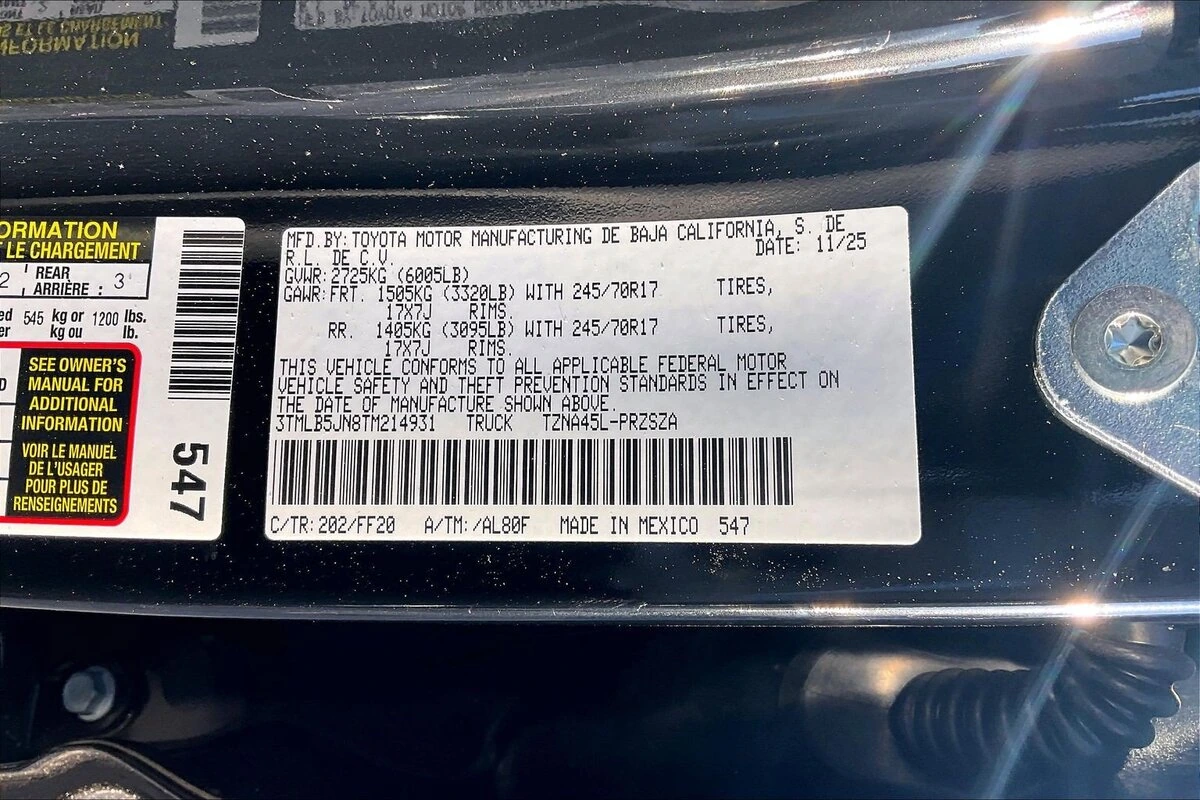 ORMATION
T LE CHARGEMENT
2 REAR ARRIÈRE : 3
545 kg or 1200 lbs.
kg ou lb.
SEE OWNER'S
MANUAL FOR
ADDITIONAL
INFORMATION
VOIR LE MANUEL
DE L'USAGER
POUR PLUS DE
RENSEIGNEMENTS
547
MFD.BY: TOYOTA MOTOR MANUFACTURING DE BAJA CALIFORNIA, S. DE
R.L. DE C.V. DATE: 11/25
GVWR: 2725KG (6005LB)
GAWR: FRT. 1505KG (3320LB) WITH 245/70R17 TIRES,
17X7J RIMS.
RR. 1405KG (3095LB) WITH 245/70R17 TIRES,
17X7J RIMS.
THIS VEHICLE CONFORMS TO ALL APPLICABLE FEDERAL MOTOR
VEHICLE SAFETY AND THEFT PREVENTION STANDARDS IN EFFECT ON
THE DATE OF MANUFACTURE SHOWN ABOVE.
3TMLB5JN8TM214931 TRUCK TZNA45L-PRZSZA
C/TR: 202/FF20 A/TM: /AL80F MADE IN MEXICO 547